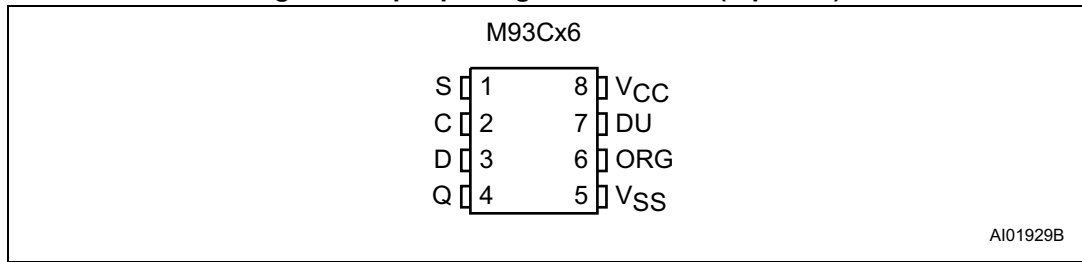 M93Cx6
S 1 8 VCC
C 2 7 DU
D 3 6 ORG
Q 4 5 VSS
AI01929B